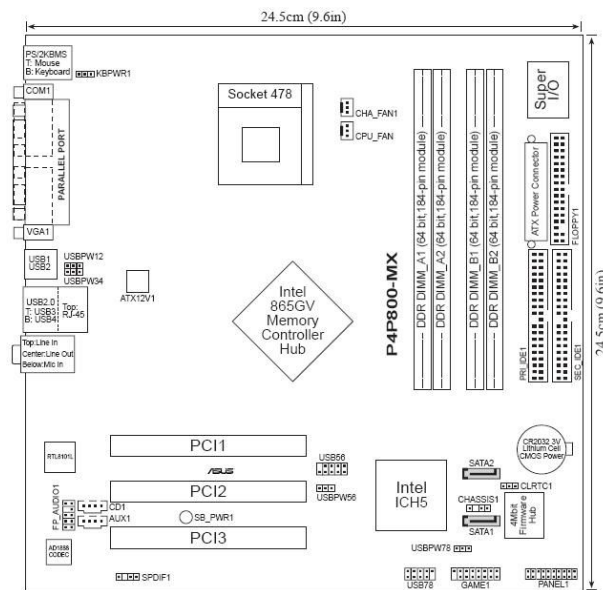 24.5cm (9.6in)
PS/2KBMS
T: Mouse
B: Keyboard
KBPWR1
COM1
PARALLEL PORT
VGA1
Socket 478
CHA_FAN1
CPU_FAN
DDR DIMM_A1 (64 bit,184-pin module)
DDR DIMM_A2 (64 bit,184-pin module)
DDR DIMM_B1 (64 bit,184-pin module)
DDR DIMM_B2 (64 bit,184-pin module)
Super
I/O
ATX Power Connector
FLOPPY1
USB1
USB2
USBPW12
USBPW34
USB2.0
T: USB3
B: USB4
Top:
RJ-45
ATX12V1
Top:Line In
Center:Line Out
Below:Mic In
Intel
865GV
Memory
Controller
Hub
P4P800-MX
PRI_IDE1
SEC_IDE1
24.5cm (9.6in)
RTL8101L
PCI1
ASUS
USB56
PCI2
USBPW56
FP_AUDIO1
CD1
AUX1
SB_PWR1
AD1888
CODEC
PCI3
SPDIF1
Intel
ICH5
SATA2
CR2032 3V
Lithium Cell
CMOS Power
CLRTC1
CHASSIS1
SATA1
4Mbit
Firmware
Hub
USBPW78
USB78
GAME1
PANEL1